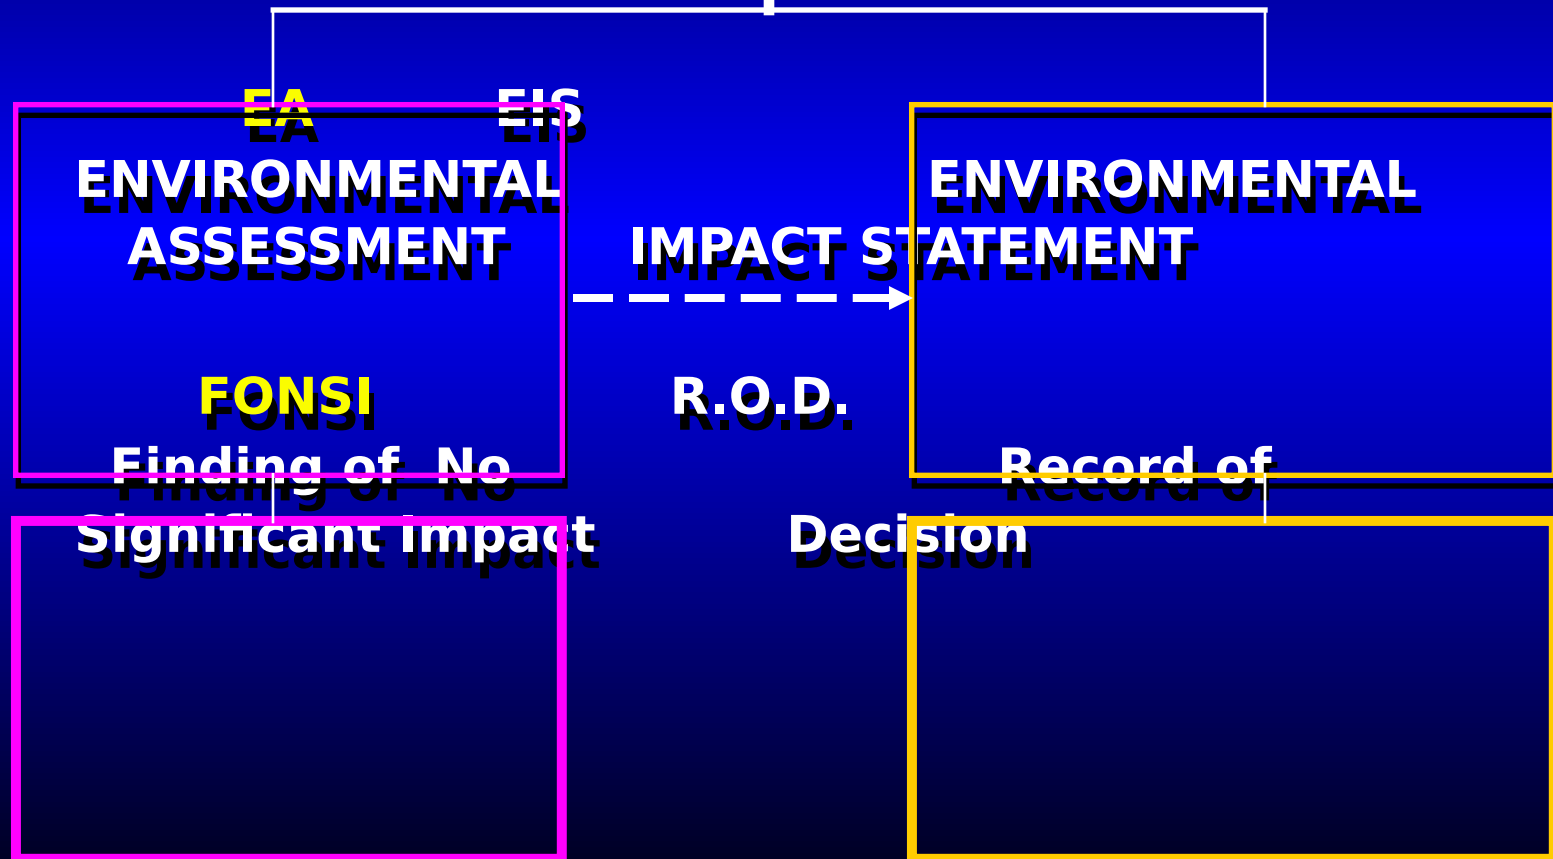 EA EIS
ENVIRONMENTAL ENVIRONMENTAL
ASSESSMENT IMPACT STATEMENT
FONSI R.O.D.
Finding of No Record of
Significant Impact Decision